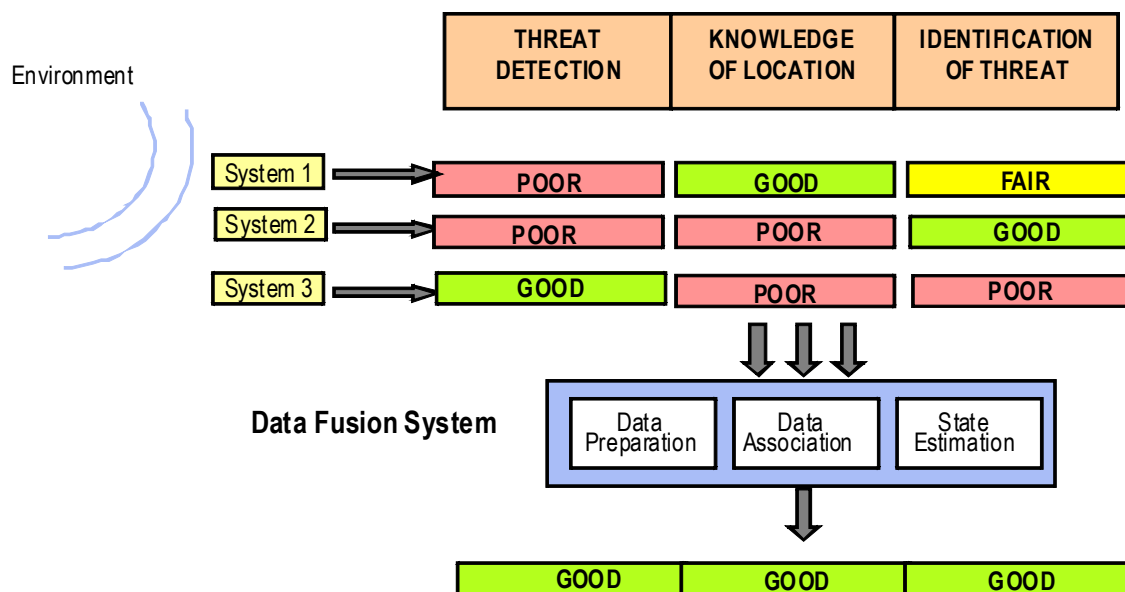 THREAT DETECTION
KNOWLEDGE OF LOCATION
IDENTIFICATION OF THREAT
Environment
System 1
POOR
GOOD
FAIR
System 2
POOR
POOR
GOOD
System 3
GOOD
POOR
POOR
Data Fusion System
Data
Preparation
Data
Association
State
Estimation
GOOD
GOOD
GOOD